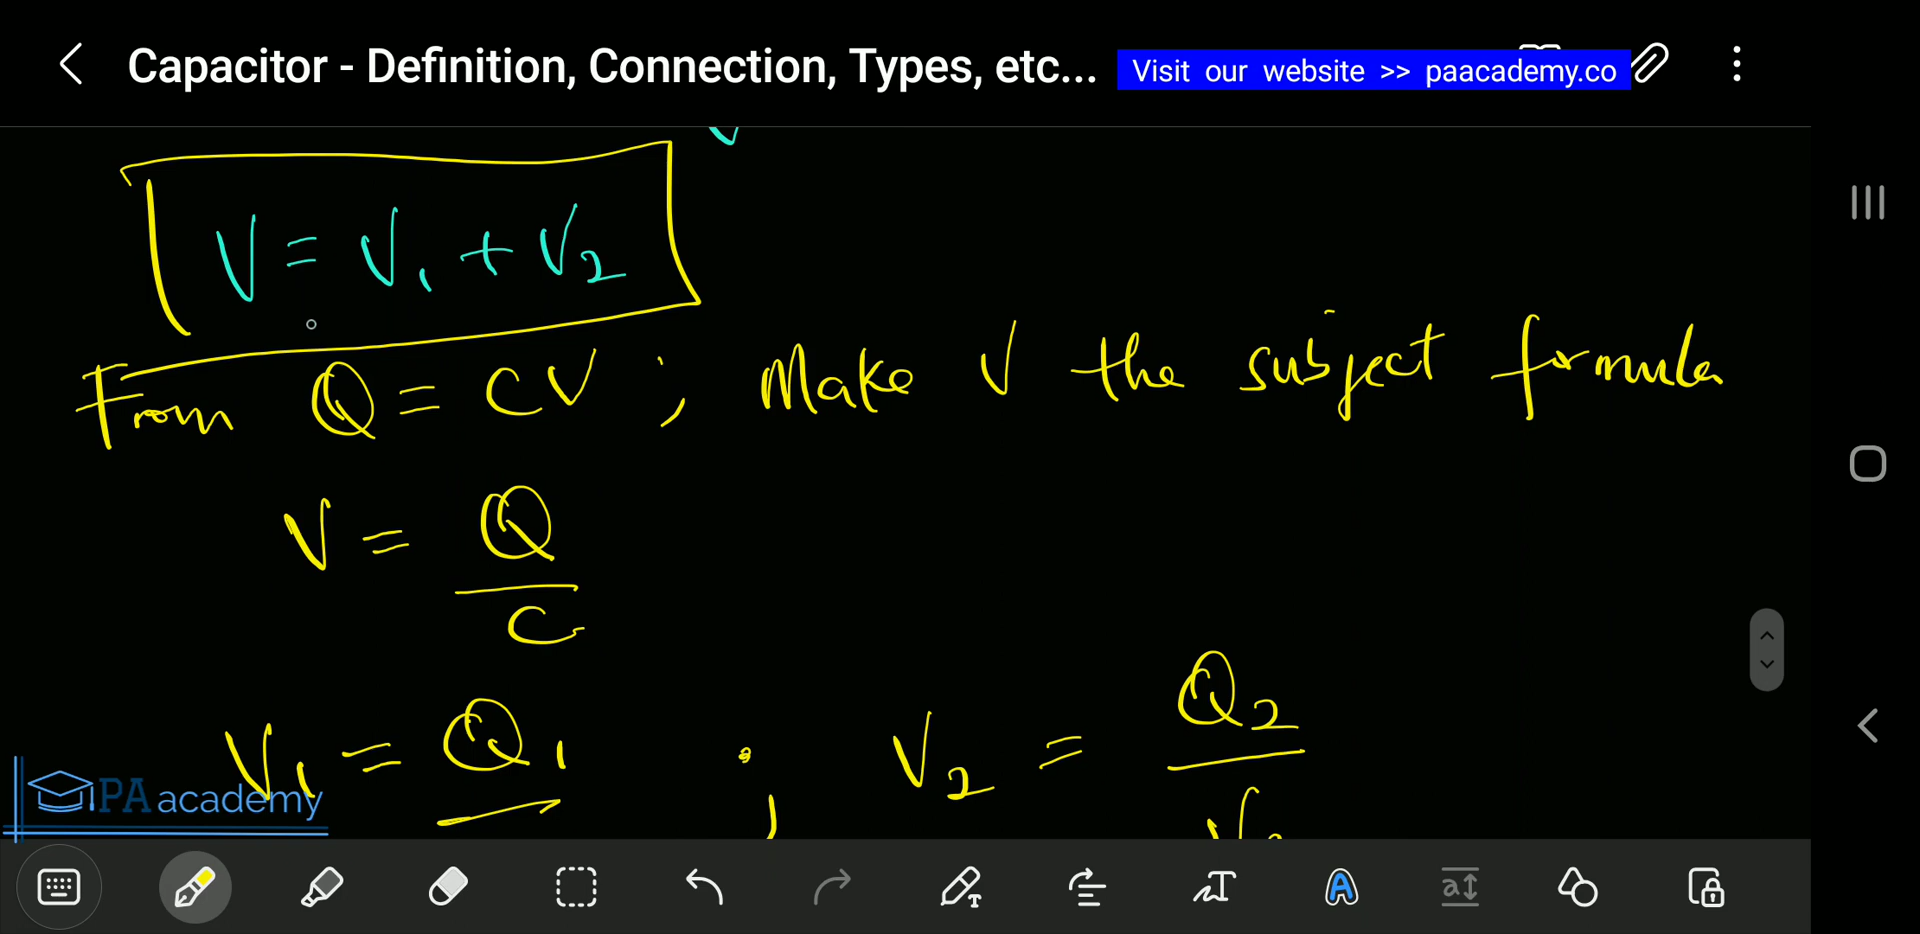 Capacitor - Definition, Connection, Types, etc...
Visit our website >> paacademy.co
V = V₁ + V₂
From Q = CV ; Make V the subject formula
V = Q
C
V₁ = Q₁ ; V₂ = Q₂
PA academy